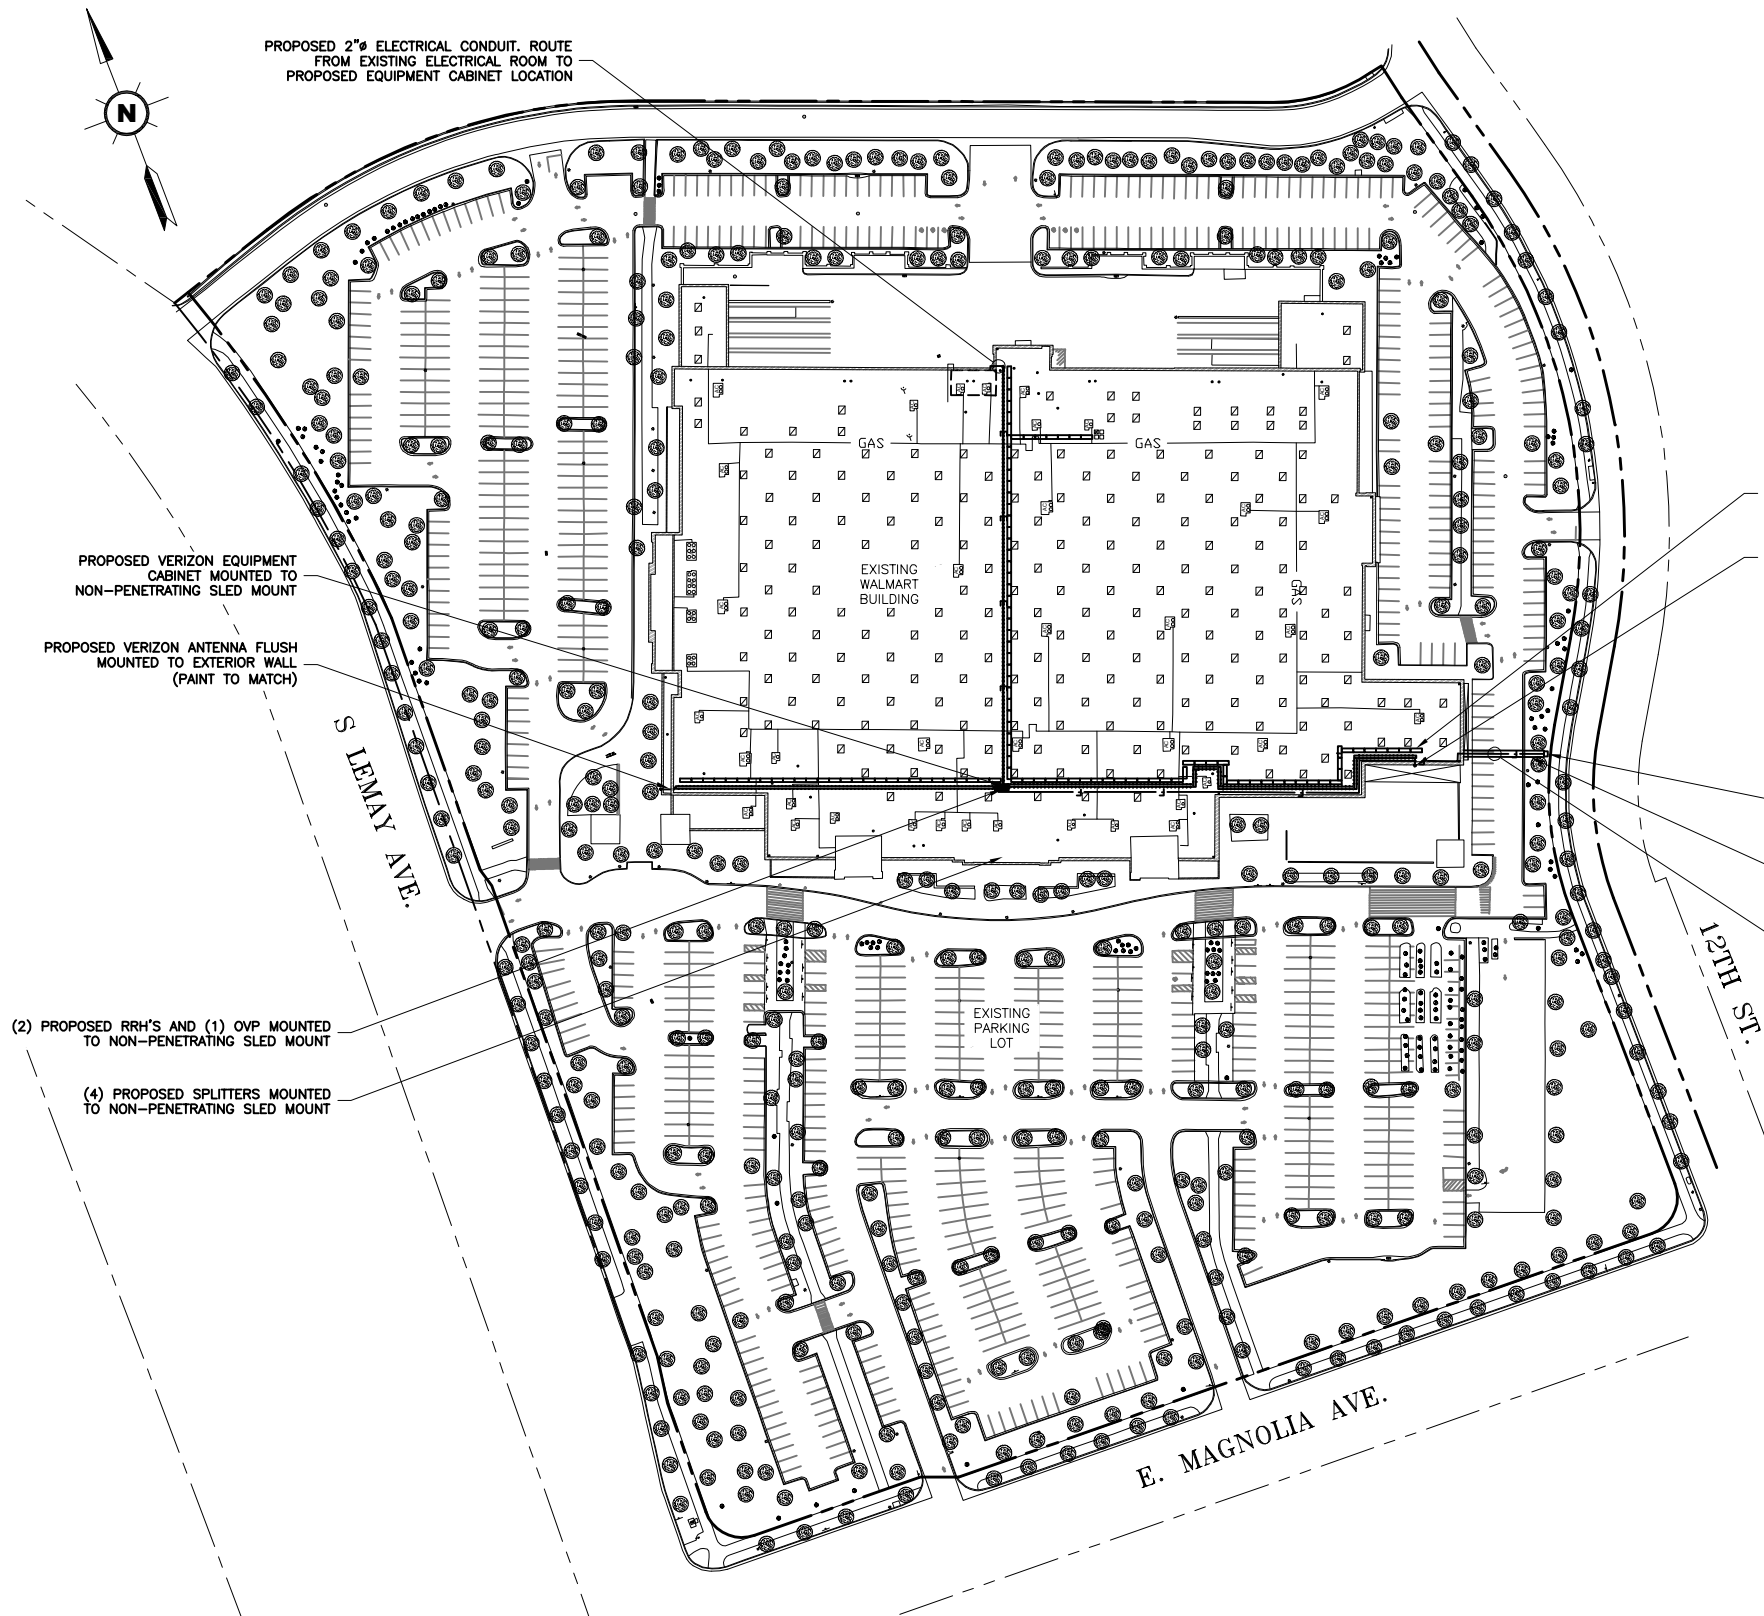 N
PROPOSED 2"ø ELECTRICAL CONDUIT. ROUTE
FROM EXISTING ELECTRICAL ROOM TO
PROPOSED EQUIPMENT CABINET LOCATION
GAS
GAS
GAS
EXISTING
WALMART
BUILDING
PROPOSED VERIZON EQUIPMENT
CABINET MOUNTED TO
NON-PENETRATING SLED MOUNT
PROPOSED VERIZON ANTENNA FLUSH
MOUNTED TO EXTERIOR WALL
(PAINT TO MATCH)
S LEMAY AVE.
12TH ST.
(2) PROPOSED RRH'S AND (1) OVP MOUNTED
TO NON-PENETRATING SLED MOUNT
EXISTING
PARKING
LOT
(4) PROPOSED SPLITTERS MOUNTED
TO NON-PENETRATING SLED MOUNT
E. MAGNOLIA AVE.